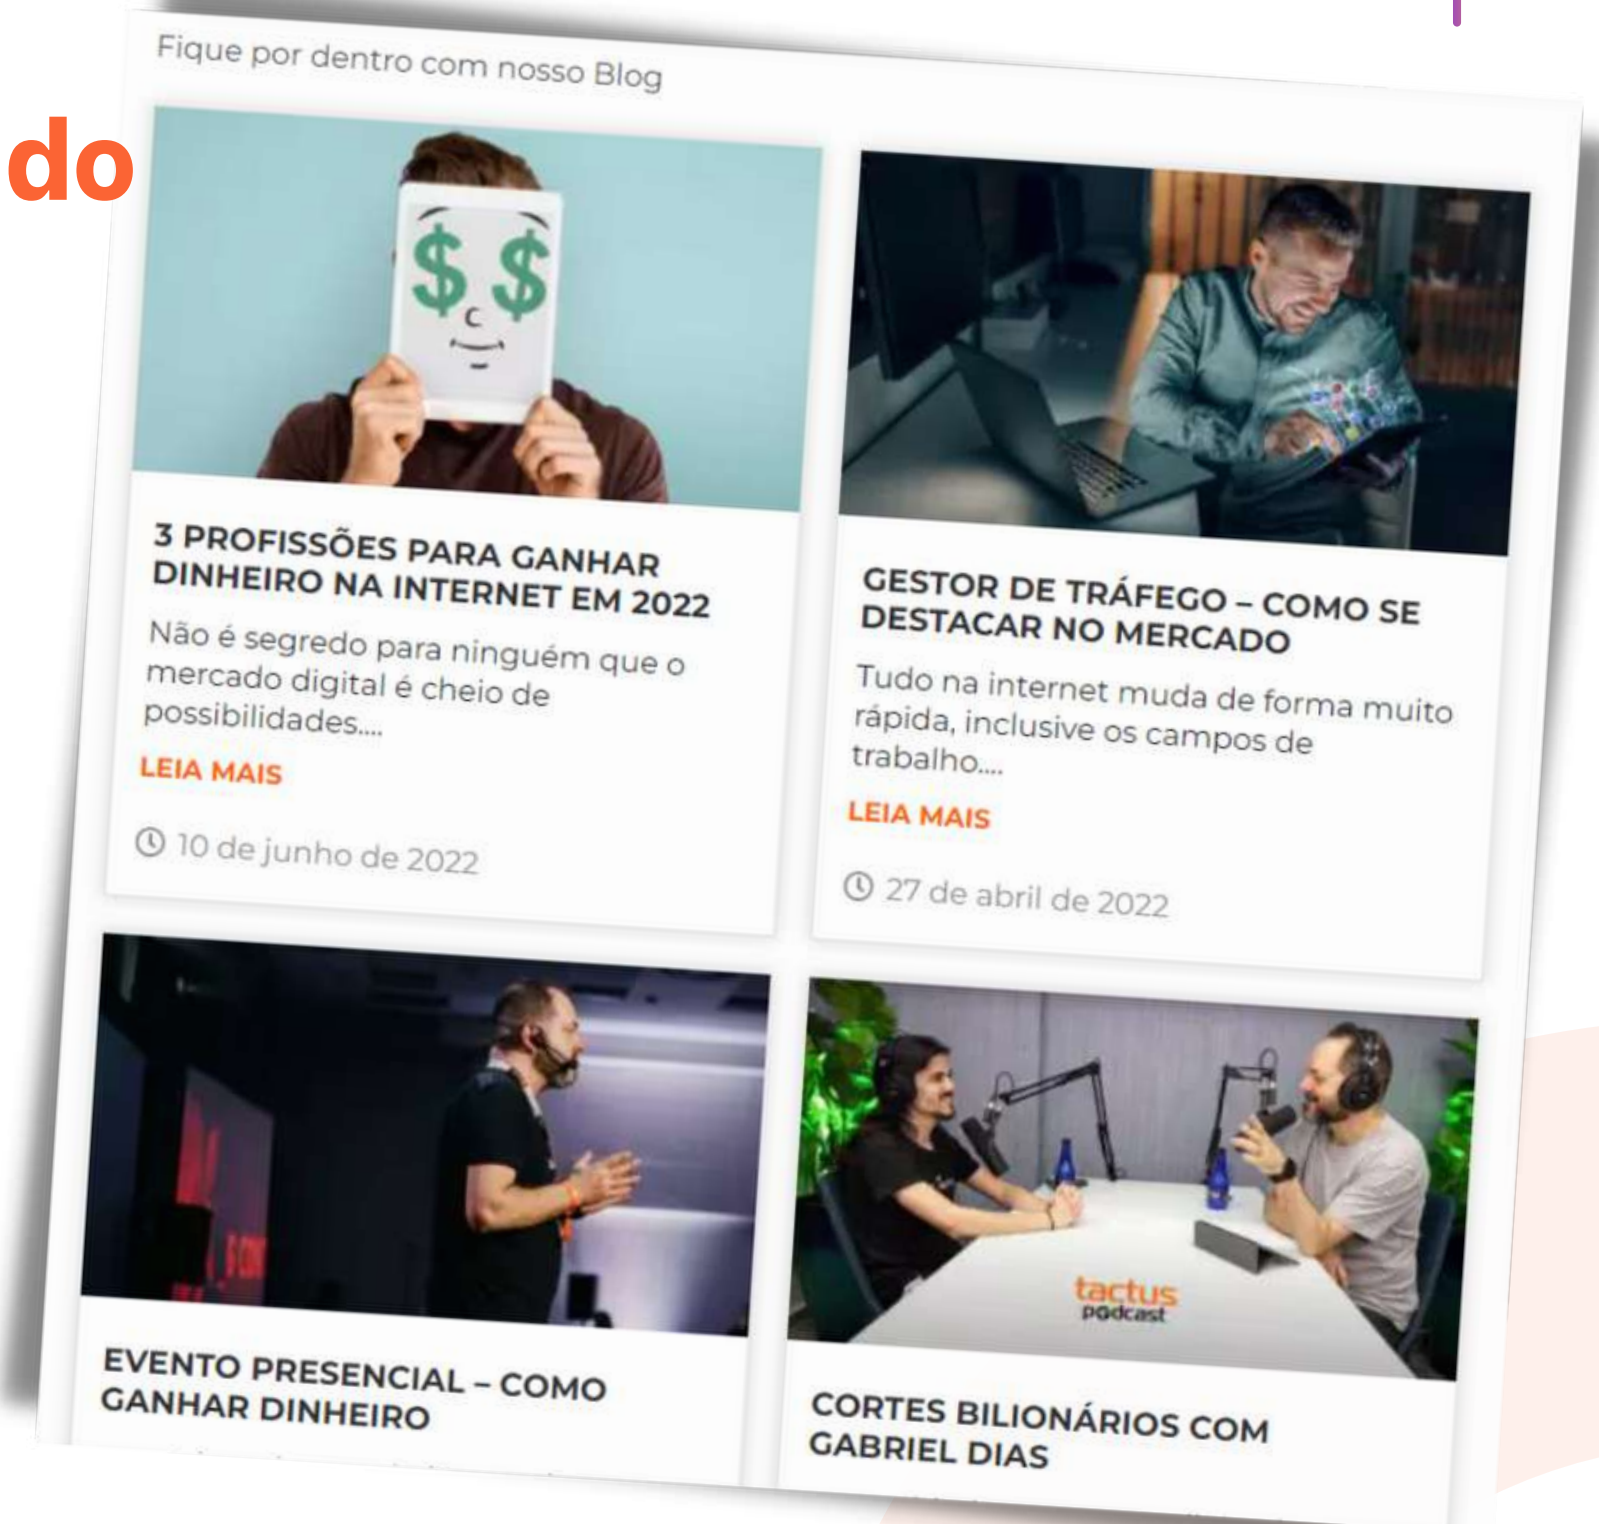 Fique por dentro com nosso Blog
do
3 PROFISSÕES PARA GANHAR
DINHEIRO NA INTERNET EM 2022
Não é segredo para ninguém que o
mercado digital é cheio de
possibilidades....
LEIA MAIS
10 de junho de 2022
GESTOR DE TRÁFEGO – COMO SE
DESTACAR NO MERCADO
Tudo na internet muda de forma muito
rápida, inclusive os campos de
trabalho....
LEIA MAIS
27 de abril de 2022
EVENTO PRESENCIAL – COMO
GANHAR DINHEIRO
tactus
podcast
CORTES BILIONÁRIOS COM
GABRIEL DIAS